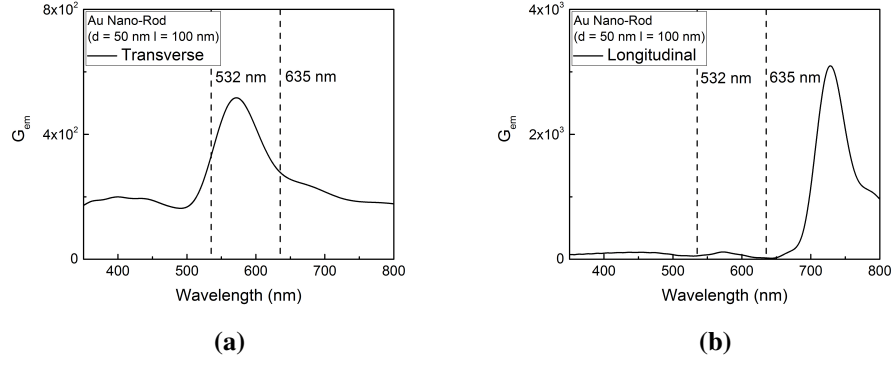 8x10²
Au Nano-Rod
(d = 50 nm l = 100 nm)
Transverse
532 nm
635 nm
4x10²
G_em
0
400
500
600
700
800
Wavelength (nm)
(a)
4x10³
Au Nano-Rod
(d = 50 nm l = 100 nm)
Longitudinal
532 nm
635 nm
2x10³
G_em
0
400
500
600
700
800
Wavelength (nm)
(b)